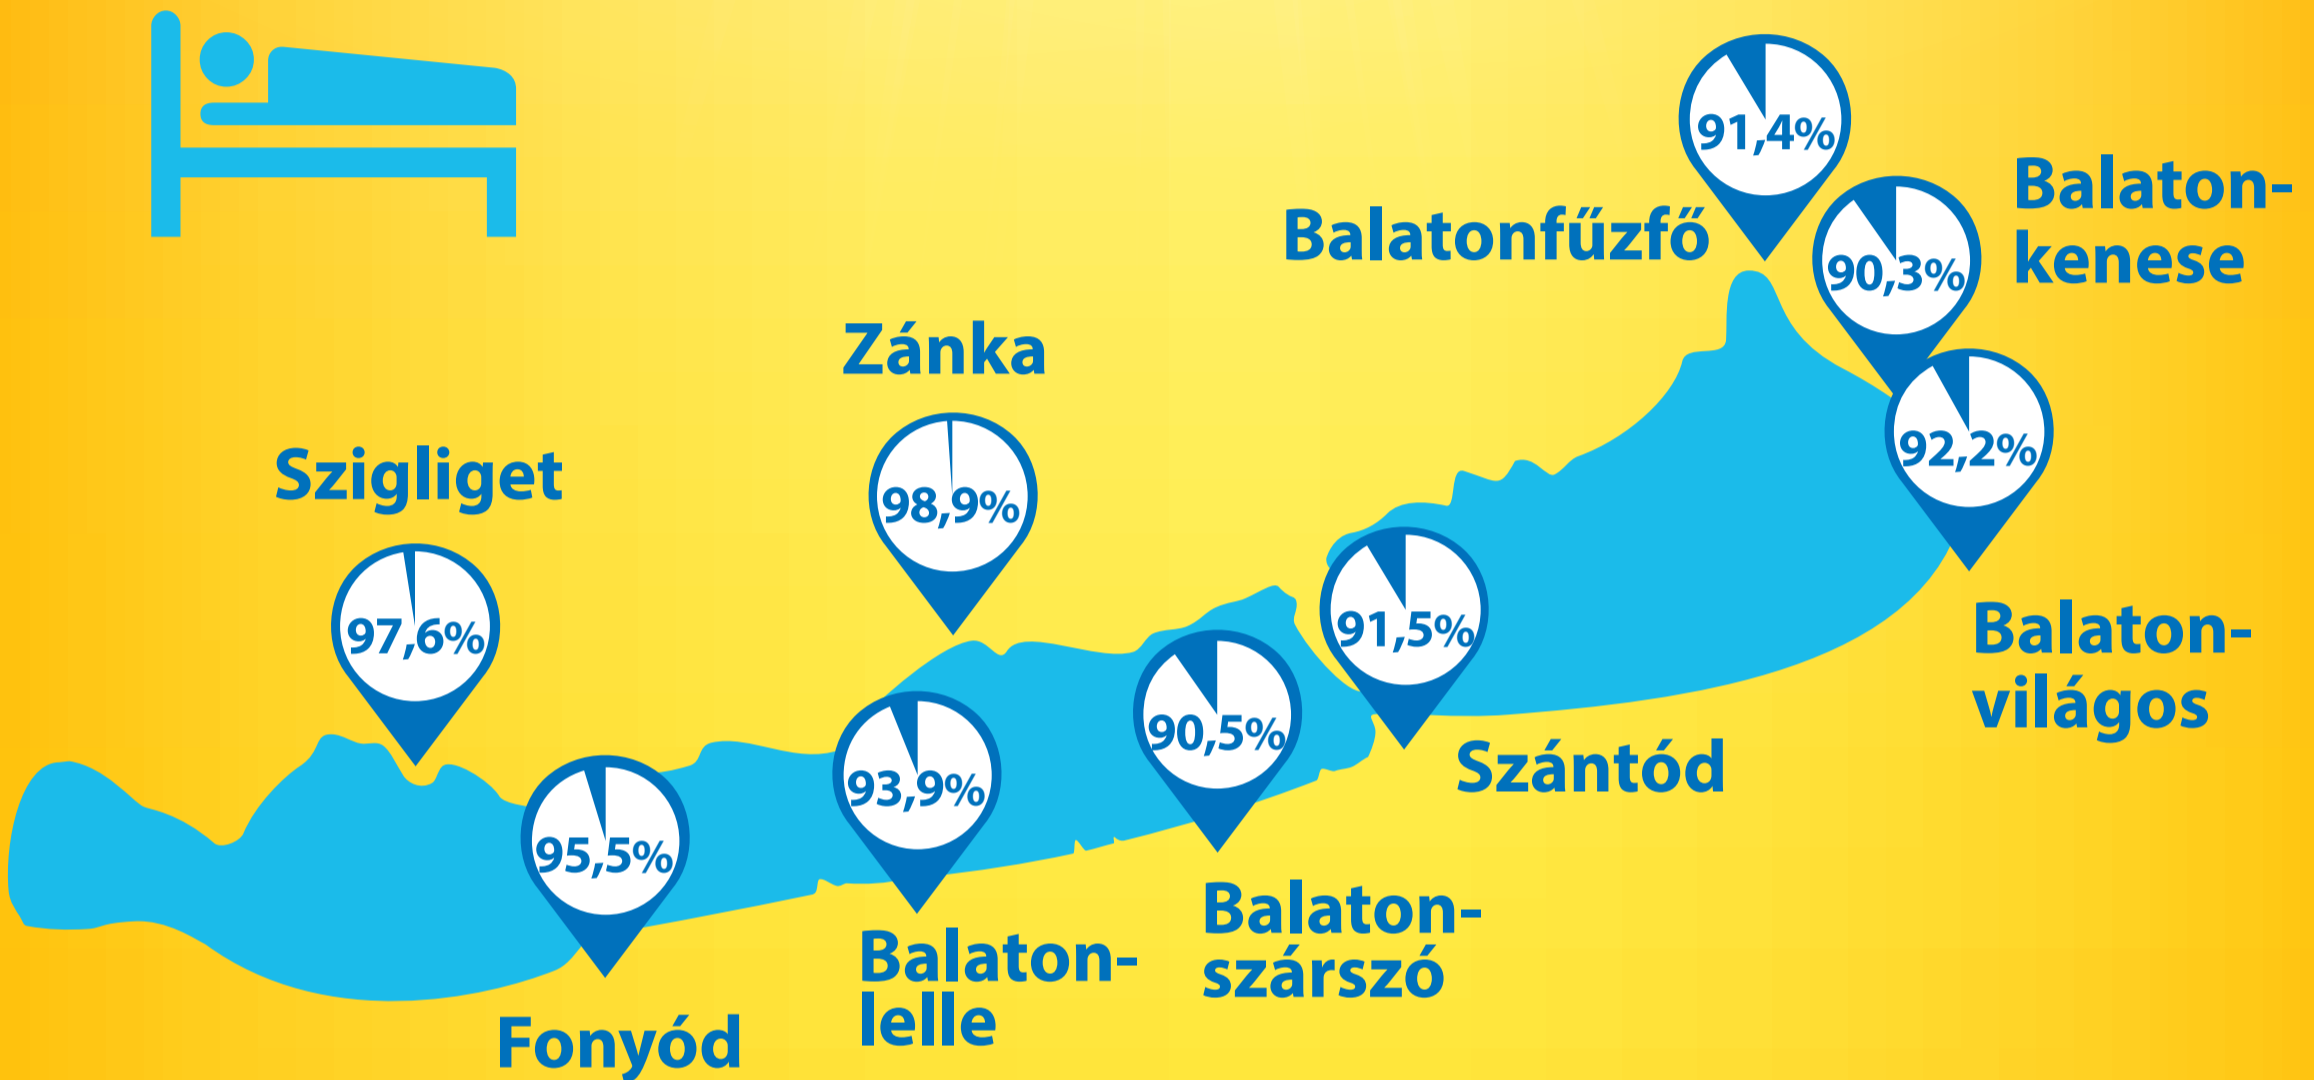 91,4%
Balatonfűzfő
Balaton-
kenese
90,3%
Zánka
98,9%
92,2%
Szigliget
97,6%
Balaton-
világos
91,5%
Szántód
90,5%
Balaton-
szárszó
93,9%
Balaton-
lelle
95,5%
Fonyód